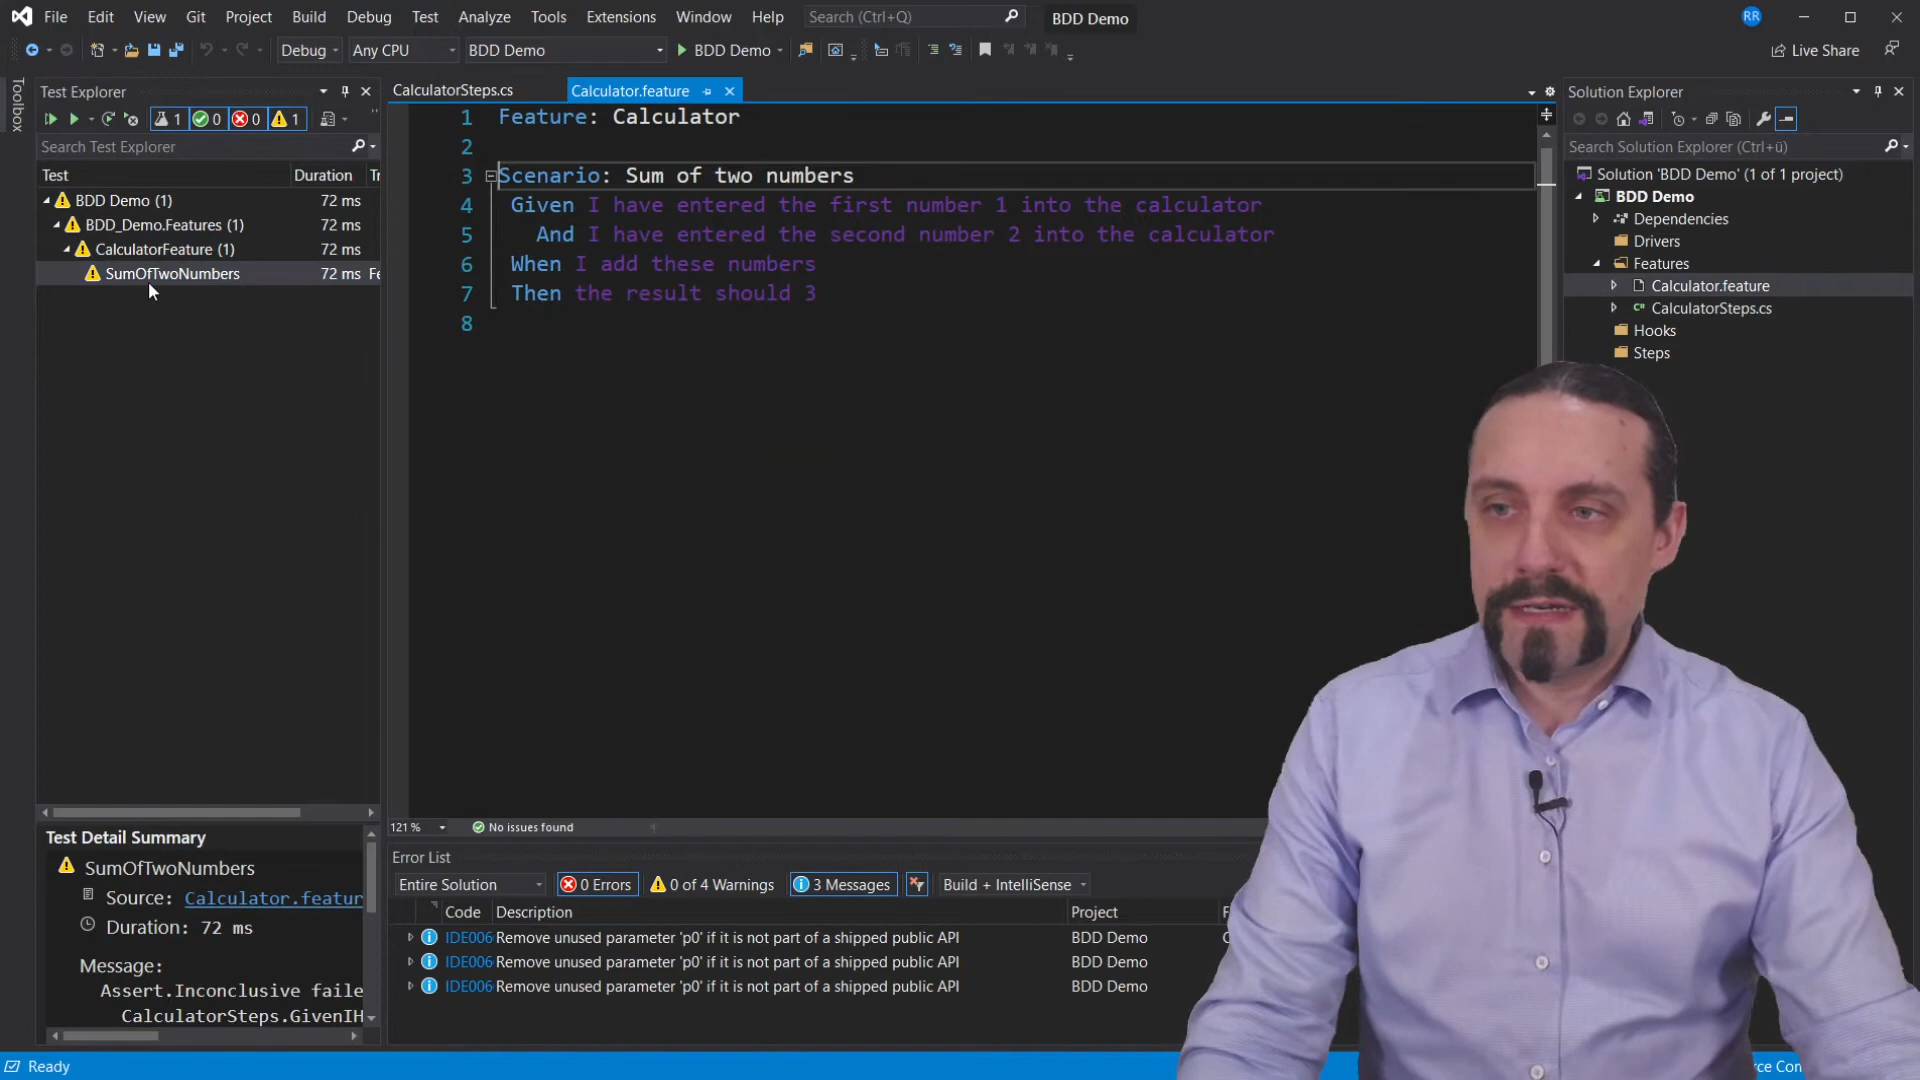 File Edit View Git Project Build Debug Test Analyze Tools Extensions Window Help Search (Ctrl+Q) BDD Demo RR
Debug Any CPU BDD Demo BDD Demo Live Share
Toolbox
Test Explorer
1 0 0 1
Search Test Explorer
Test Duration Tr
BDD Demo (1) 72 ms
BDD_Demo.Features (1) 72 ms
CalculatorFeature (1) 72 ms
SumOfTwoNumbers 72 ms Fe
Test Detail Summary
SumOfTwoNumbers
Source: Calculator.featur
Duration: 72 ms
Message:
Assert.Inconclusive faile
CalculatorSteps.GivenIH
CalculatorSteps.cs Calculator.feature
1 Feature: Calculator
2
3 Scenario: Sum of two numbers
4 Given I have entered the first number 1 into the calculator
5 And I have entered the second number 2 into the calculator
6 When I add these numbers
7 Then the result should 3
8
121 % No issues found
Error List
Entire Solution 0 Errors 0 of 4 Warnings 3 Messages Build + IntelliSense
Code Description Project F
IDE006 Remove unused parameter 'p0' if it is not part of a shipped public API BDD Demo
IDE006 Remove unused parameter 'p0' if it is not part of a shipped public API BDD Demo
IDE006 Remove unused parameter 'p0' if it is not part of a shipped public API BDD Demo
Solution Explorer
Search Solution Explorer (Ctrl+ü)
Solution 'BDD Demo' (1 of 1 project)
BDD Demo
Dependencies
Drivers
Features
Calculator.feature
C# CalculatorSteps.cs
Hooks
Steps
Ready
rce Con